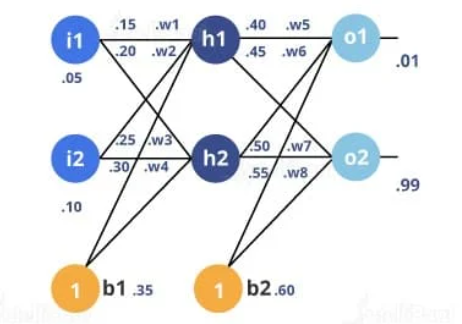 i1 .15 .w1 h1 .40 .w5 o1
.20 .w2 .45 .w6
.05 .01
i2 .25 .w3 h2 .50 .w7 o2
.30 .w4 .55 .w8
.10 .99
1 b1 .35 1 b2 .60